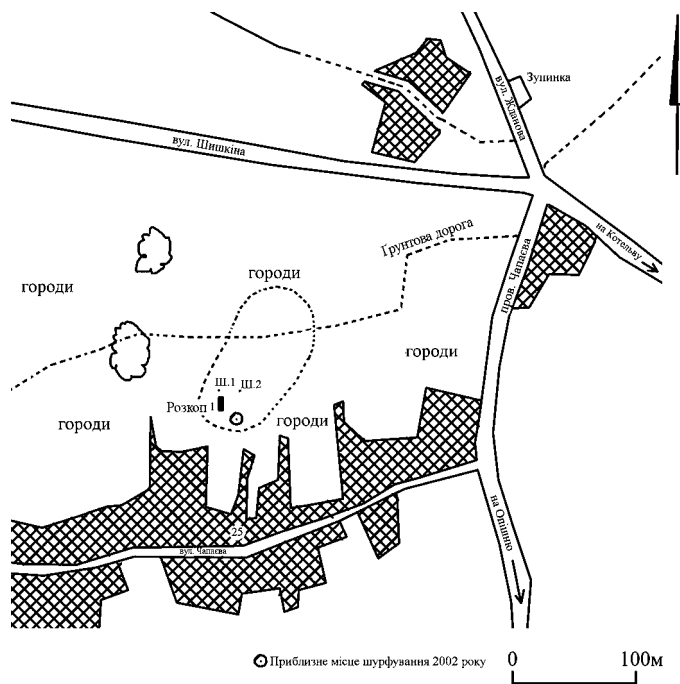 Зупинка
вул. Жданова
вул. Шишкіна
на Котельву
Ґрунтова дорога
пров. Чапаєва
городи
городи
городи
Ш.1
Ш.2
Розкоп 1
городи
городи
25
вул. Чапаєва
на Опішню
Приблизне місце шурфування 2002 року
0
100м